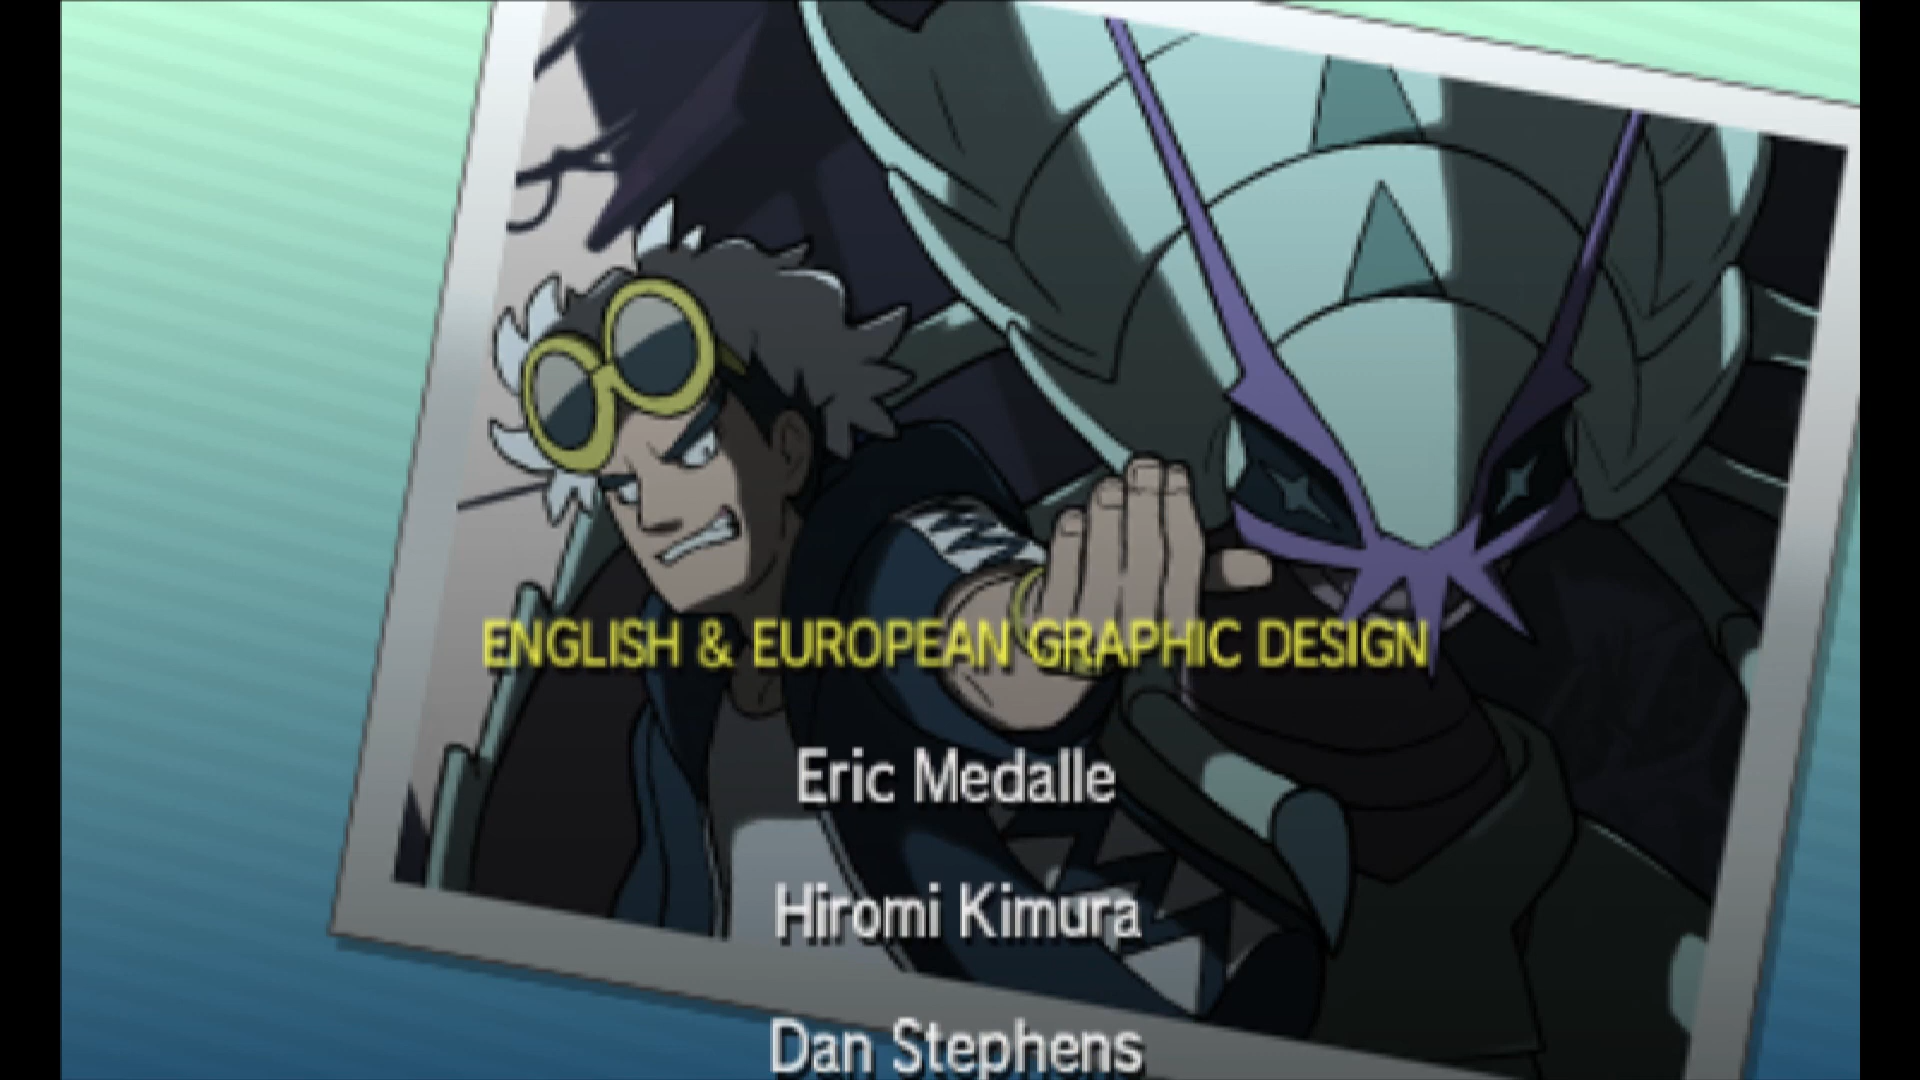 ENGLISH & EUROPEAN GRAPHIC DESIGN
Eric Medalle
Hiromi Kimura
Dan Stephens